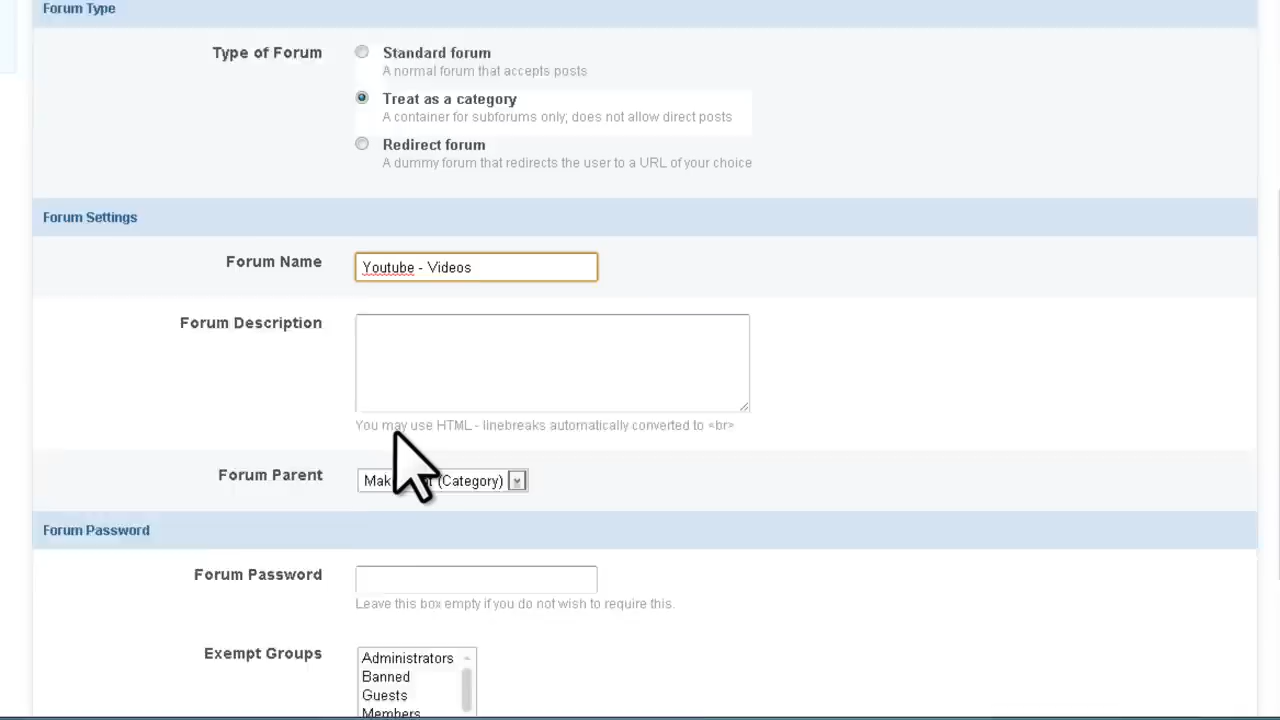 Forum Type
Type of Forum
Standard forum
A normal forum that accepts posts
Treat as a category
A container for subforums only, does not allow direct posts
Redirect forum
A dummy forum that redirects the user to a URL of your choice
Forum Settings
Forum Name
Youtube - Videos
Forum Description
You may use HTML - linebreaks automatically converted to <br>
Forum Parent
(Category)
Forum Password
Forum Password
Leave this box empty if you do not wish to require this.
Exempt Groups
Administrators
Banned
Guests
Members